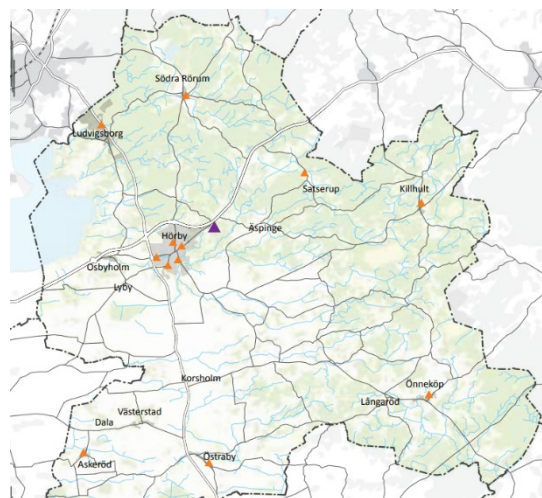 Södra Rörum
Ludvigsborg
Satserup
Killhult
Äspinge
Hörby
Osbyholm
Lyby
Korsholm
Önneköp
Långaröd
Västerstad
Dala
Östraby
Askeröd